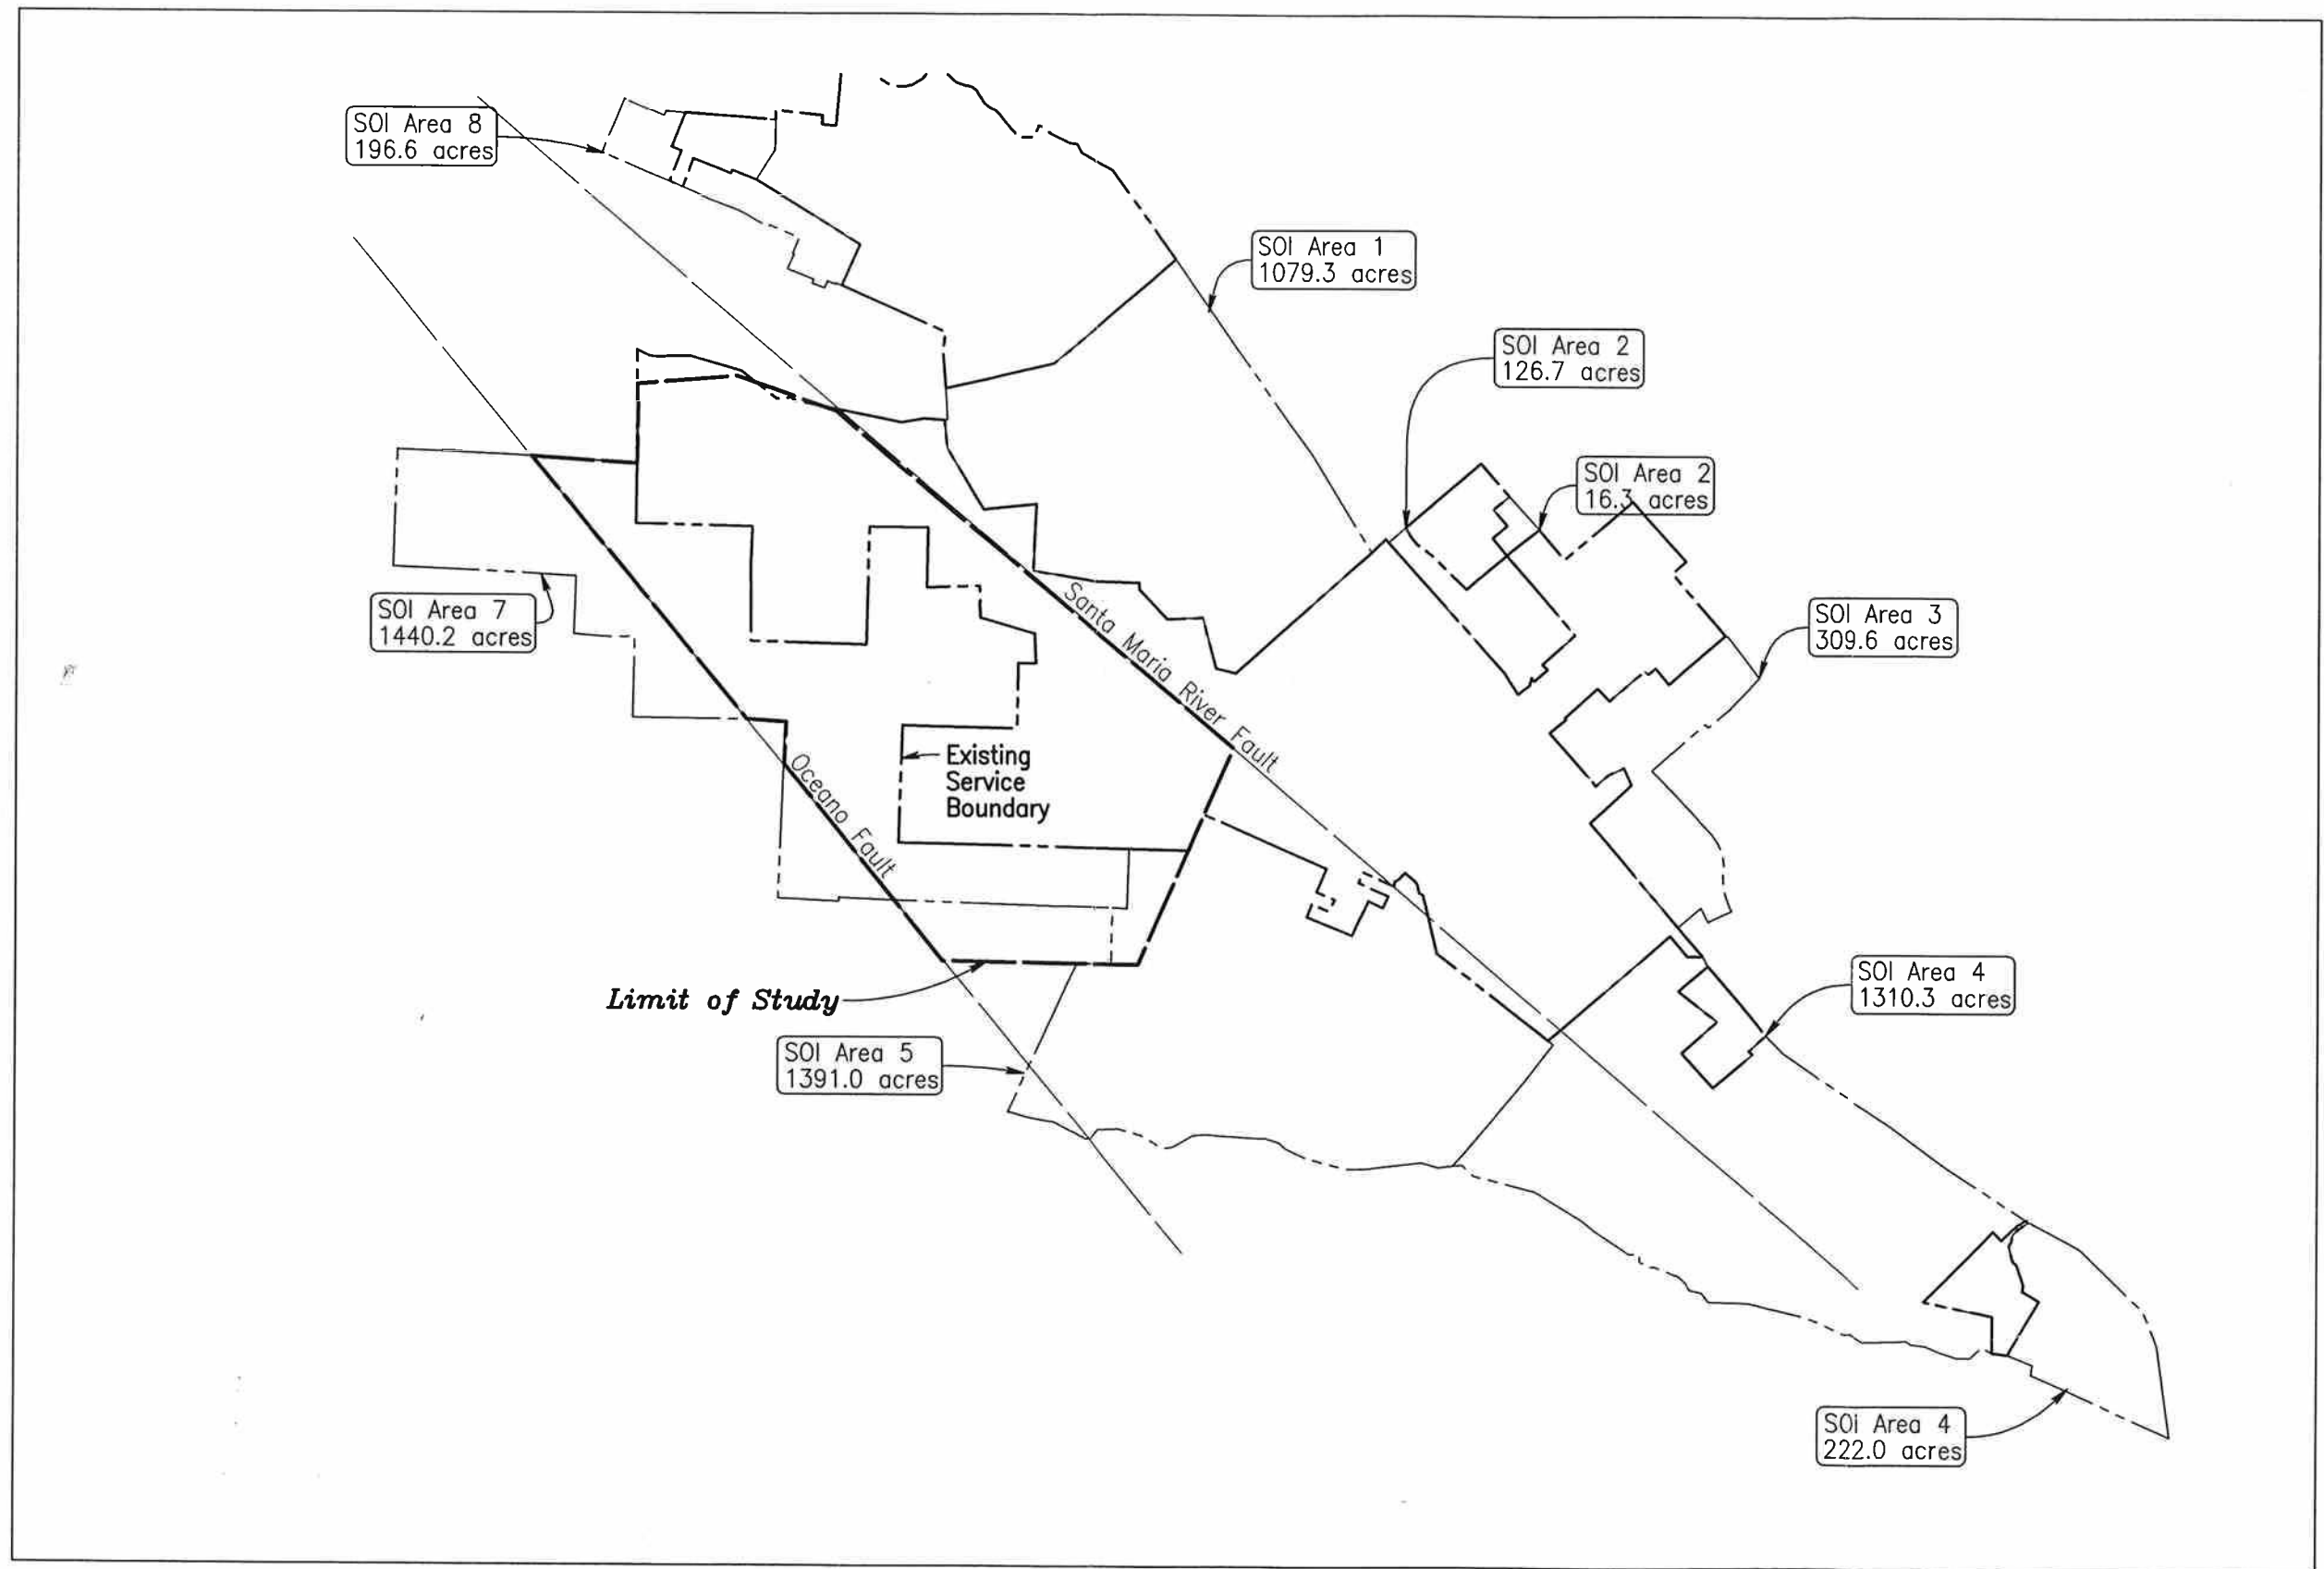 SOI Area 8
196.6 acres
SOI Area 1
1079.3 acres
SOI Area 2
126.7 acres
SOI Area 2
16.3 acres
SOI Area 7
1440.2 acres
Santa Maria River Fault
SOI Area 3
309.6 acres
Existing
Service
Boundary
Oceano Fault
Limit of Study
SOI Area 4
1310.3 acres
SOI Area 5
1391.0 acres
SOi Area 4
222.0 acres